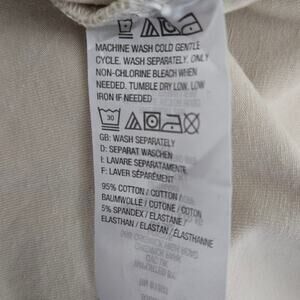 MACHINE WASH COLD GENTLE
CYCLE. WASH SEPARATELY. ONLY
NON-CHLORINE BLEACH WHEN
NEEDED. TUMBLE DRY LOW. LOW
IRON IF NEEDED
30
GB: WASH SEPARATELY
D: SEPARAT WASCHEN
I: LAVARE SEPARATAMENTE
F: LAVER SÉPARÉMENT
95% COTTON / COTTON /
BAUMWOLLE / COTONE / COTON
5% SPANDEX / ELASTANE /
ELASTHAN / ELASTAN / ÉLASTHANNE